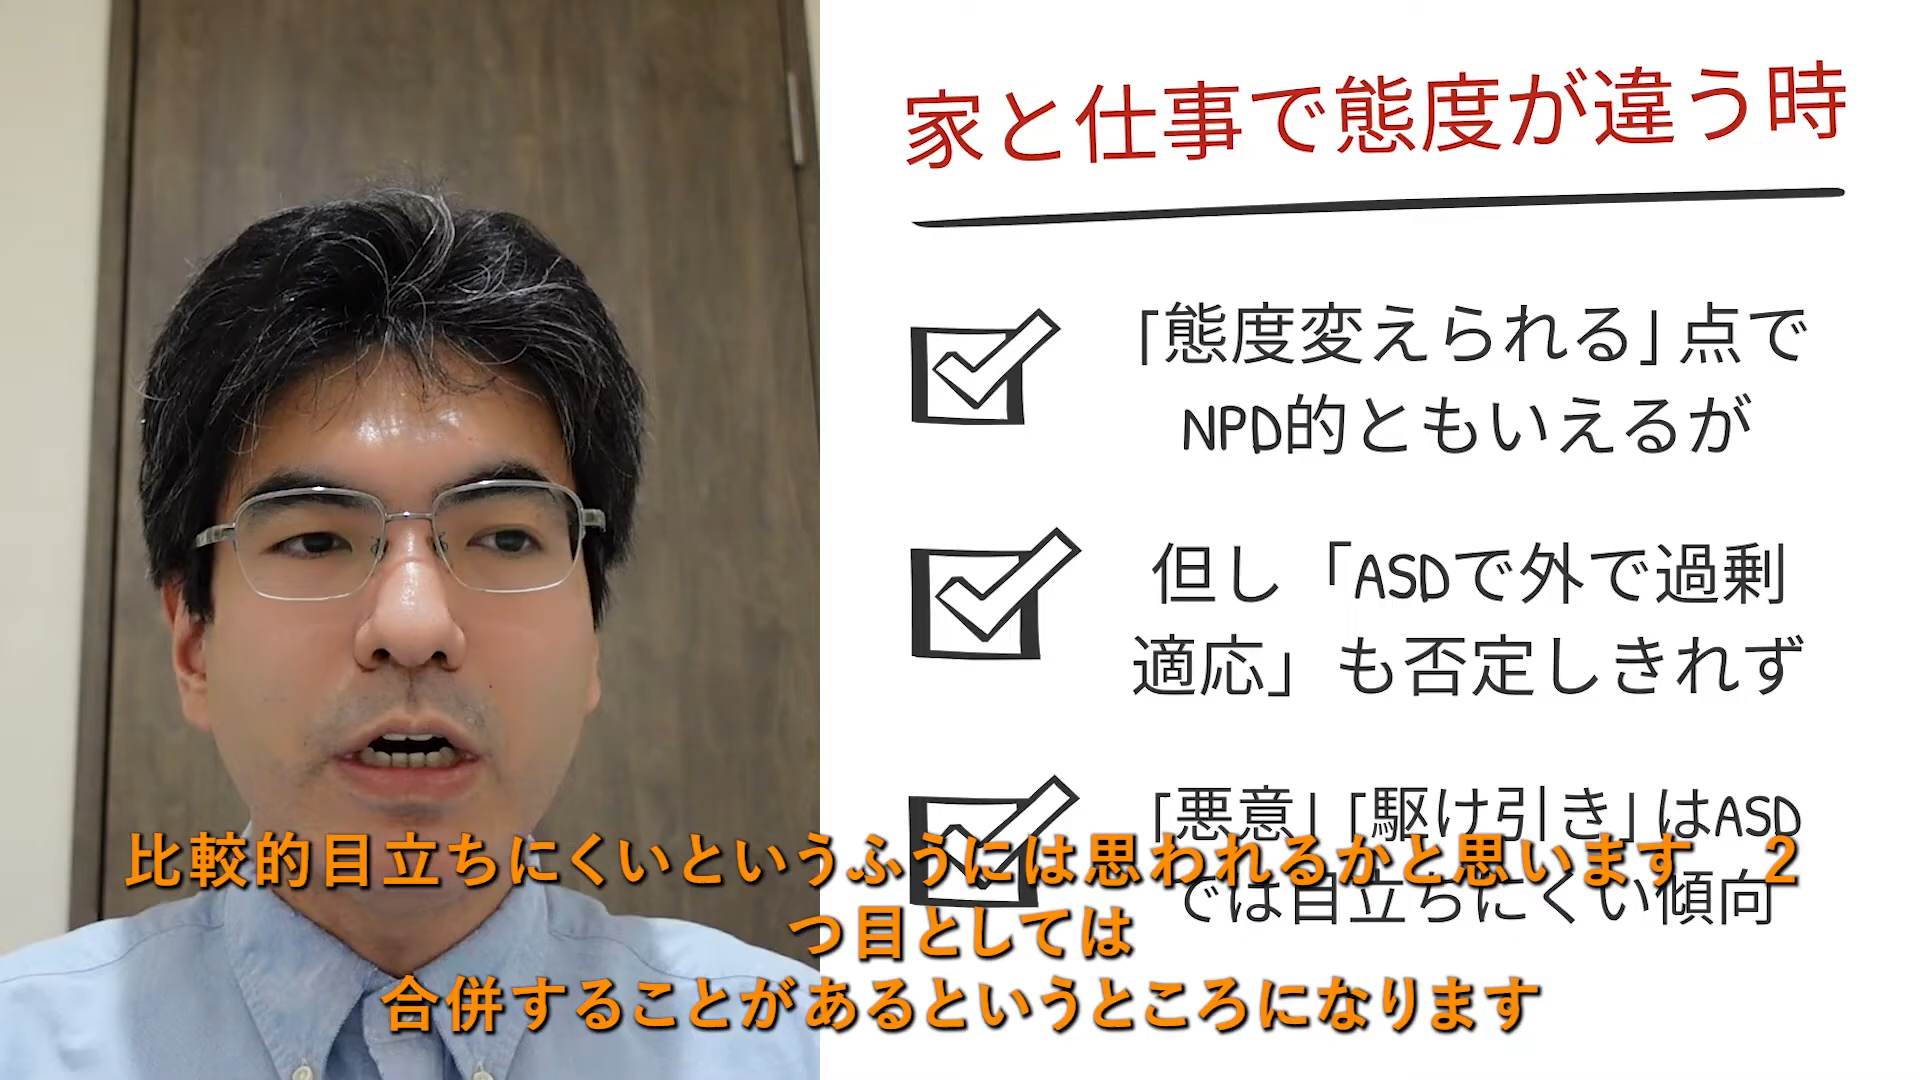 家と仕事で態度が違う時
「態度変えられる」点で
NPD的ともいえるが
但し「ASDで外で過剰
適応」も否定しきれず
「悪意」「駆け引き」はASD
では目立ちにくい傾向
比較的目立ちにくいというふうには思われるかと思います　2
つ目としては
合併することがあるというところになります